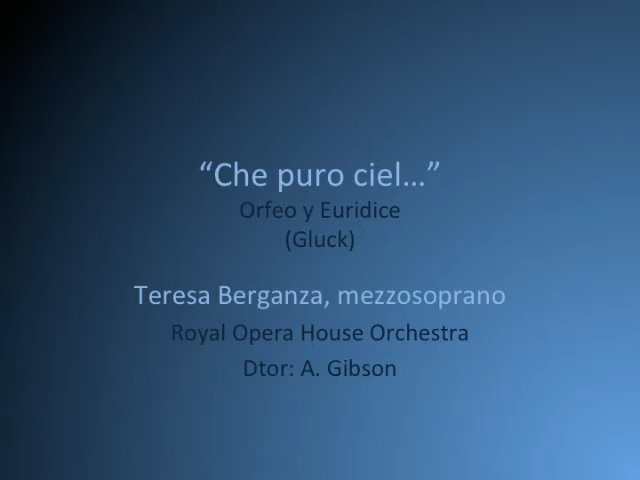 “Che puro ciel...”
Orfeo y Euridice
(Gluck)
Teresa Berganza, mezzosoprano
Royal Opera House Orchestra
Dtor: A. Gibson